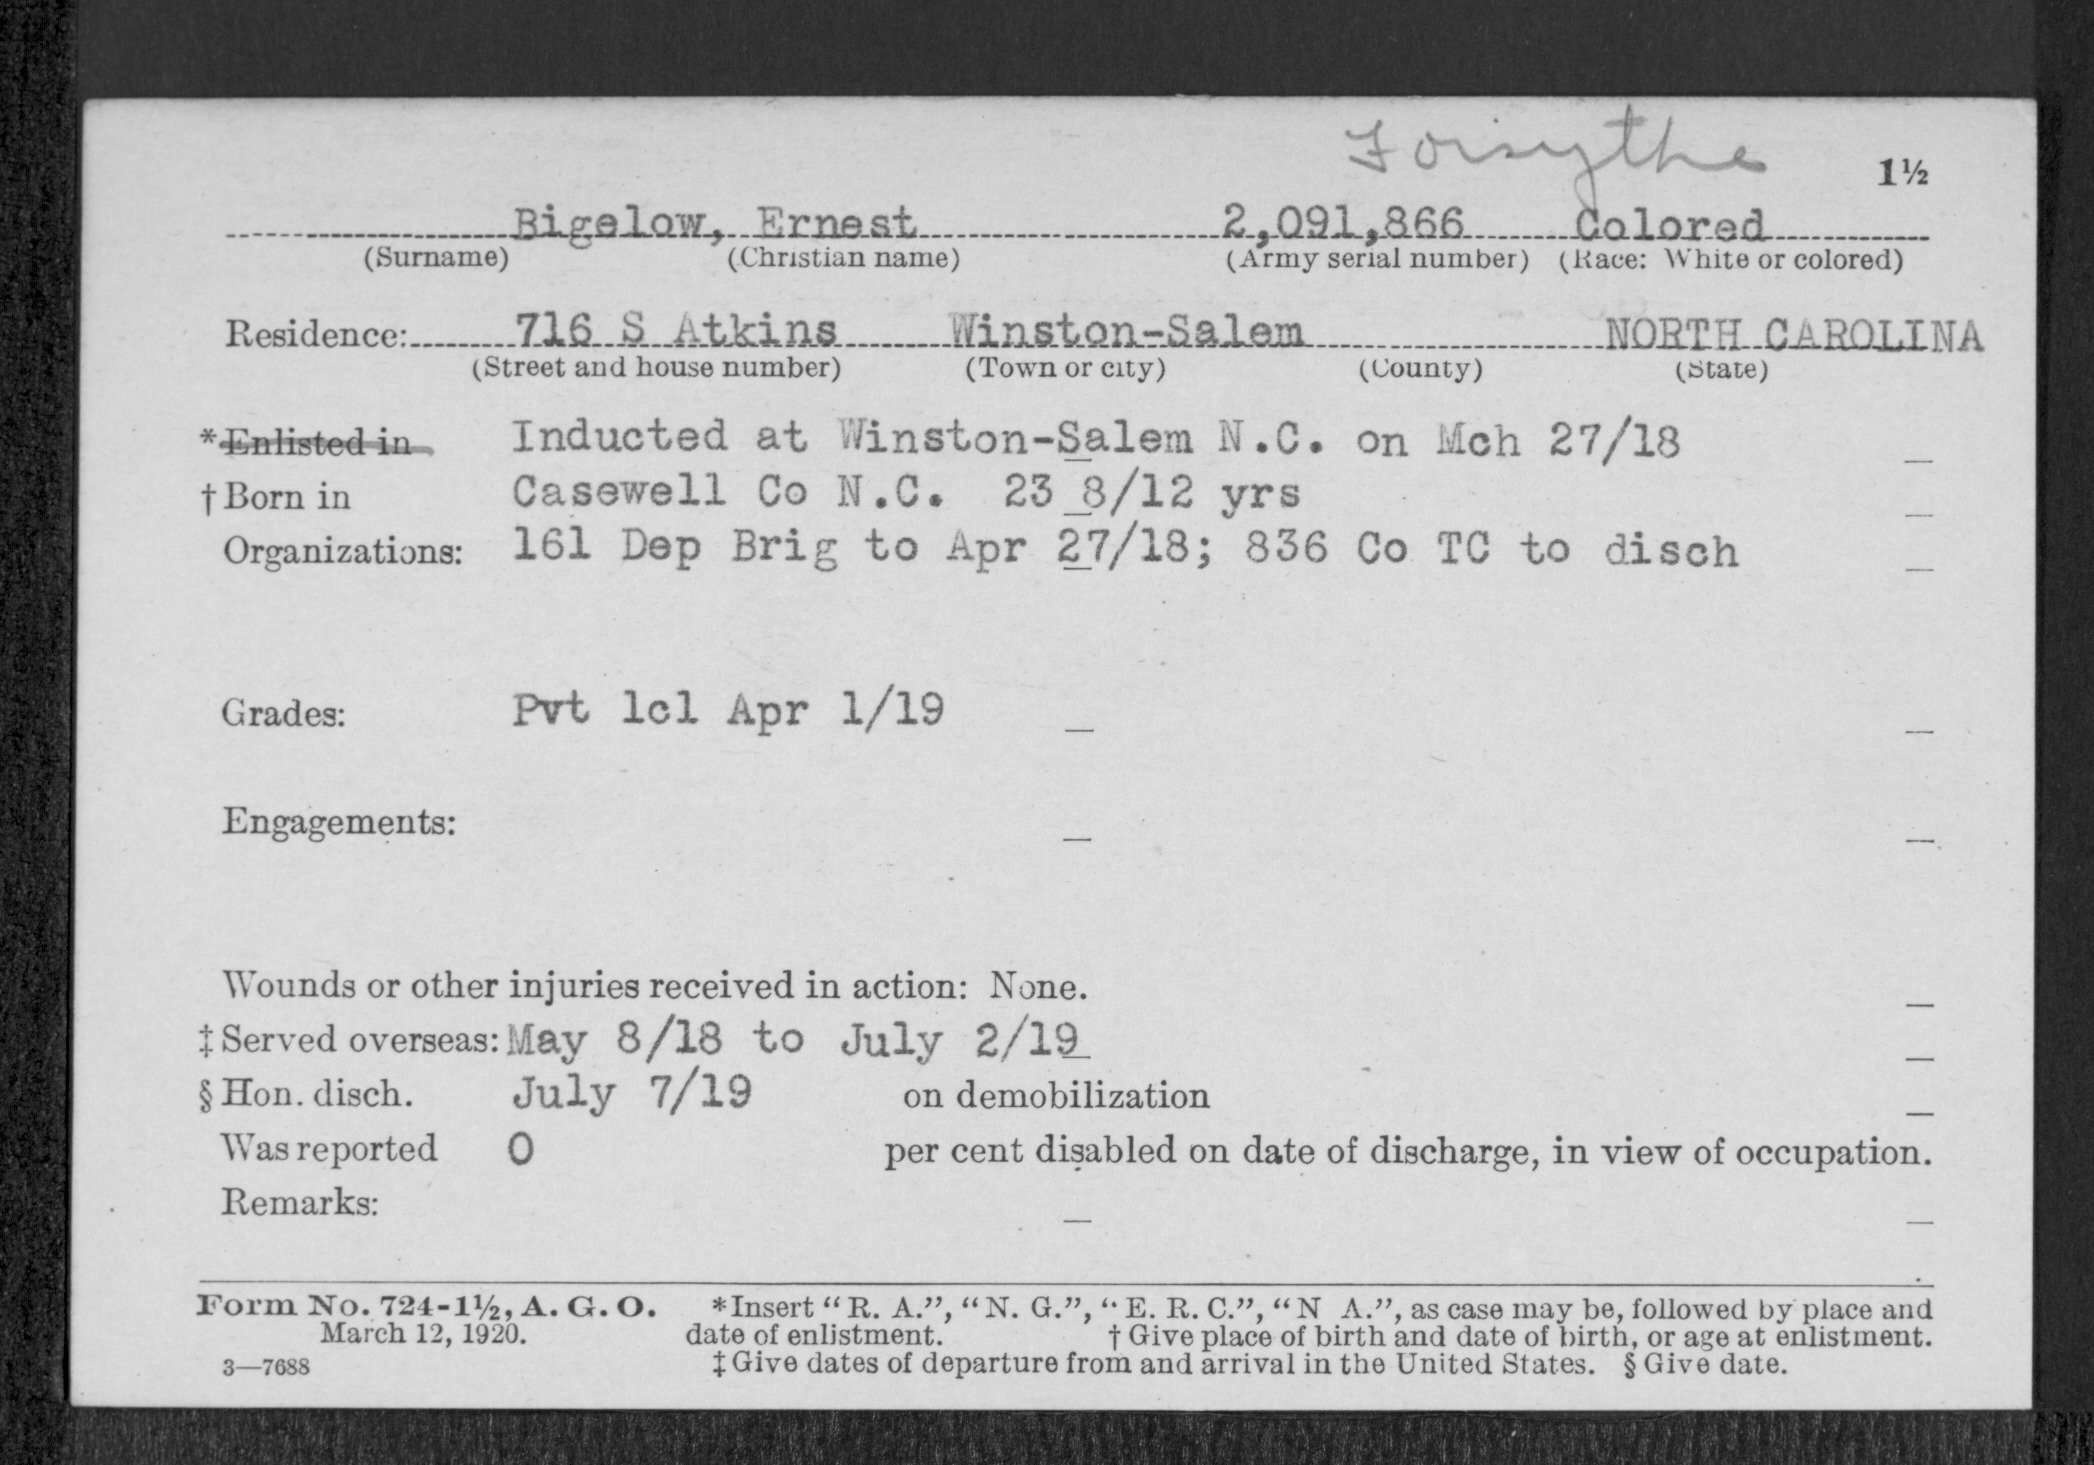 Forsythe
1½
Bigelow, Ernest 2,091,866 Colored
(Surname) (Christian name) (Army serial number) (Race: White or colored)
Residence: 716 S Atkins Winston-Salem NORTH CAROLINA
(Street and house number) (Town or city) (County) (State)
*Enlisted in Inducted at Winston-Salem N.C. on Mch 27/18
†Born in Casewell Co N.C. 23 8/12 yrs
Organizations: 161 Dep Brig to Apr 27/18; 836 Co TC to disch
Grades: Pvt 1cl Apr 1/19
Engagements:
Wounds or other injuries received in action: None.
‡Served overseas: May 8/18 to July 2/19
§Hon. disch. July 7/19 on demobilization
Was reported 0 per cent disabled on date of discharge, in view of occupation.
Remarks:
Form No. 724-1½, A. G. O. *Insert “R. A.”, “N. G.”, “E. R. C.”, “N A.”, as case may be, followed by place and
March 12, 1920. date of enlistment. †Give place of birth and date of birth, or age at enlistment.
3—7688 ‡Give dates of departure from and arrival in the United States. §Give date.